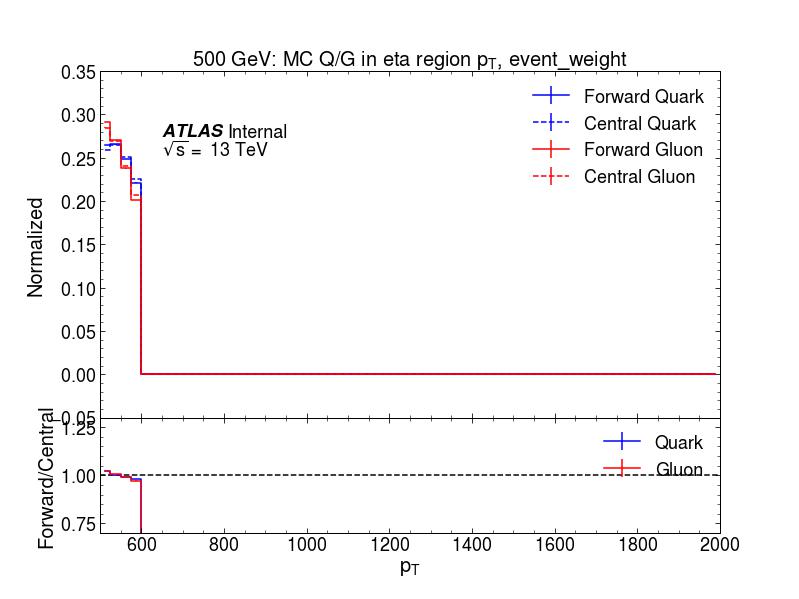 500 GeV: MC Q/G in eta region pT, event_weight
0.35
0.30
0.25
0.20
0.15
0.10
0.05
0.00
0.05
Normalized
ATLAS Internal
√s = 13 TeV
Forward Quark
Central Quark
Forward Gluon
Central Gluon
1.25
1.00
0.75
Forward/Central
Quark
Gluon
600 800 1000 1200 1400 1600 1800 2000
pT